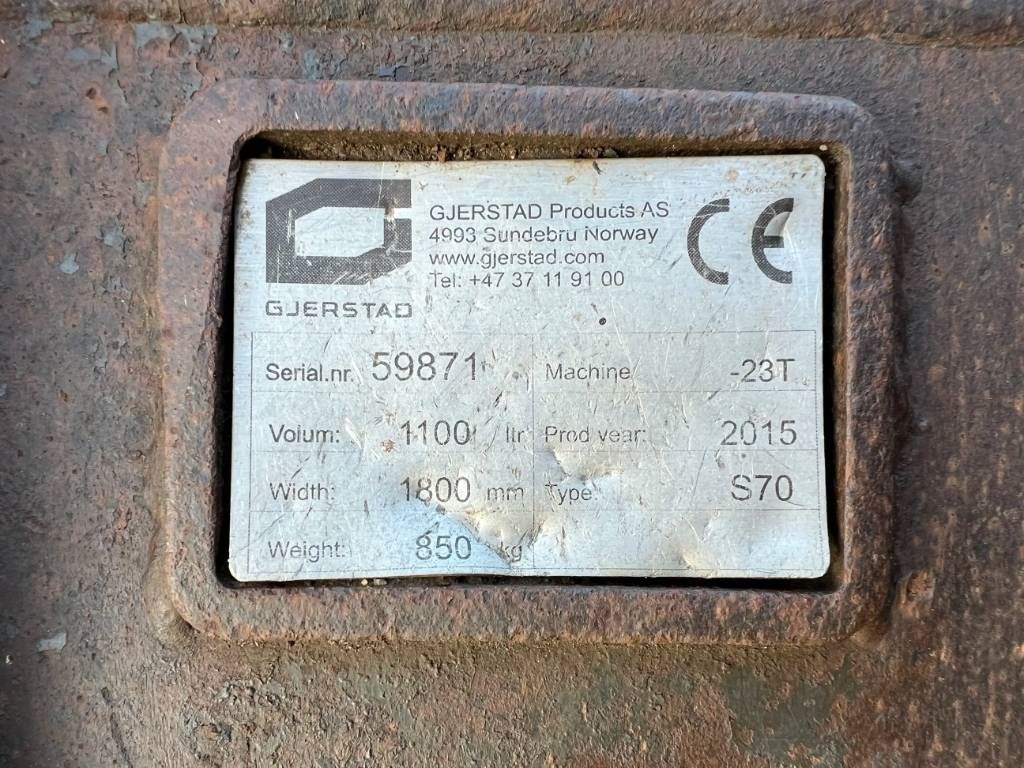 GJERSTAD
GJERSTAD Products AS
4993 Sundebru Norway
www.gjerstad.com
Tel: +47 37 11 91 00
CE
Serial.nr. 59871 Machine -23T
Volum: 1100 ltr Prod year: 2015
Width: 1800 mm Type: S70
Weight: 850 kg